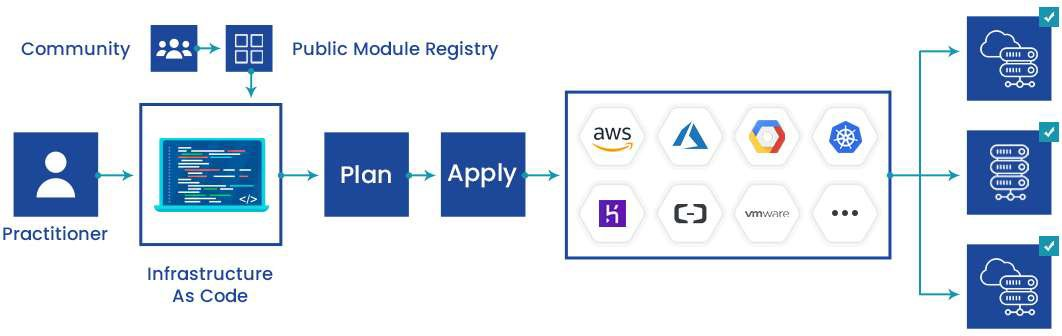 Community
Public Module Registry
Practitioner
</>
Infrastructure
As Code
Plan
Apply
aws
vmware